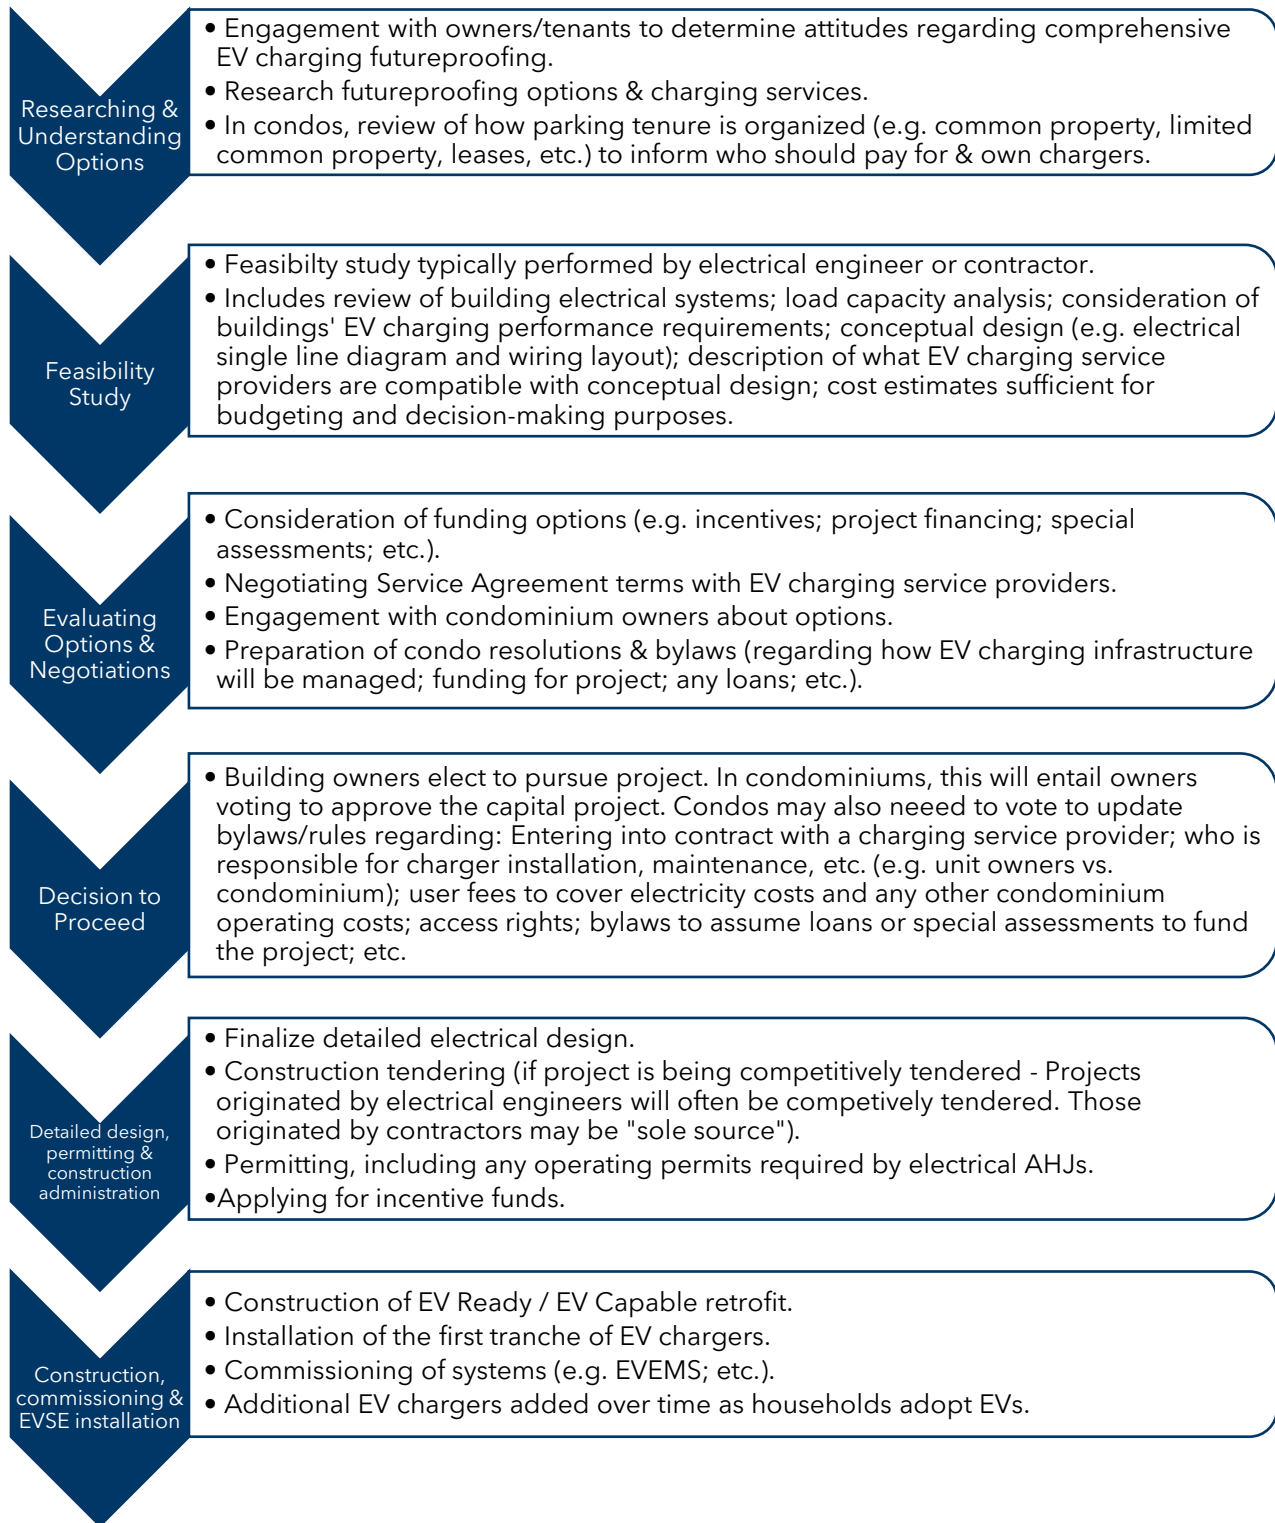 Researching &
Understanding
Options
• Engagement with owners/tenants to determine attitudes regarding comprehensive
EV charging futureproofing.
• Research futureproofing options & charging services.
• In condos, review of how parking tenure is organized (e.g. common property, limited
common property, leases, etc.) to inform who should pay for & own chargers.
Feasibility
Study
• Feasibilty study typically performed by electrical engineer or contractor.
• Includes review of building electrical systems; load capacity analysis; consideration of
buildings' EV charging performance requirements; conceptual design (e.g. electrical
single line diagram and wiring layout); description of what EV charging service
providers are compatible with conceptual design; cost estimates sufficient for
budgeting and decision-making purposes.
Evaluating
Options &
Negotiations
• Consideration of funding options (e.g. incentives; project financing; special
assessments; etc.).
• Negotiating Service Agreement terms with EV charging service providers.
• Engagement with condominium owners about options.
• Preparation of condo resolutions & bylaws (regarding how EV charging infrastructure
will be managed; funding for project; any loans; etc.).
Decision to
Proceed
• Building owners elect to pursue project. In condominiums, this will entail owners
voting to approve the capital project. Condos may also neeed to vote to update
bylaws/rules regarding: Entering into contract with a charging service provider; who is
responsible for charger installation, maintenance, etc. (e.g. unit owners vs.
condominium); user fees to cover electricity costs and any other condominium
operating costs; access rights; bylaws to assume loans or special assessments to fund
the project; etc.
Detailed design,
permitting &
construction
administration
• Finalize detailed electrical design.
• Construction tendering (if project is being competitively tendered - Projects
originated by electrical engineers will often be competively tendered. Those
originated by contractors may be "sole source").
• Permitting, including any operating permits required by electrical AHJs.
•Applying for incentive funds.
Construction,
commissioning &
EVSE installation
• Construction of EV Ready / EV Capable retrofit.
• Installation of the first tranche of EV chargers.
• Commissioning of systems (e.g. EVEMS; etc.).
• Additional EV chargers added over time as households adopt EVs.